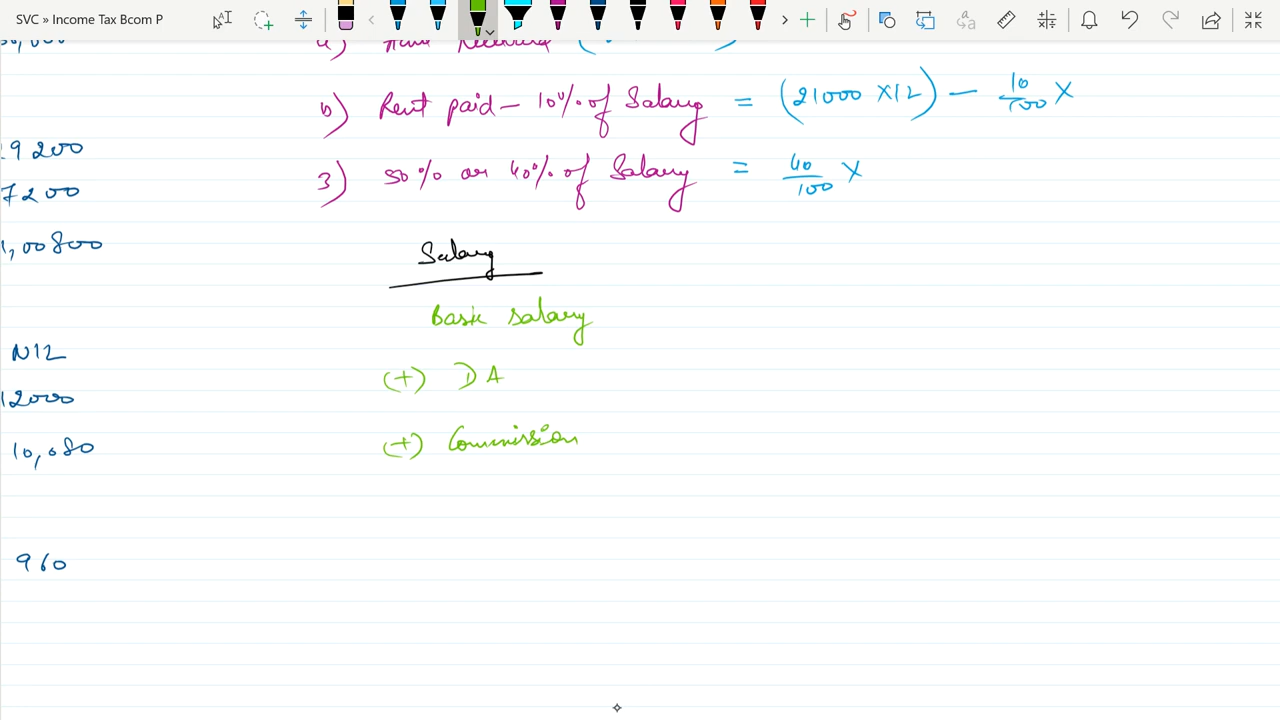 SVC » Income Tax Bcom P
b) Rent paid - 10% of Salary = (21000 X12) - 10/100 X
9200
3) 50% or 40% of Salary = 40/100 X
7200
1,00800
Salary
Basic salary
N12
(+) DA
12000
(+) Commission
10,080
960